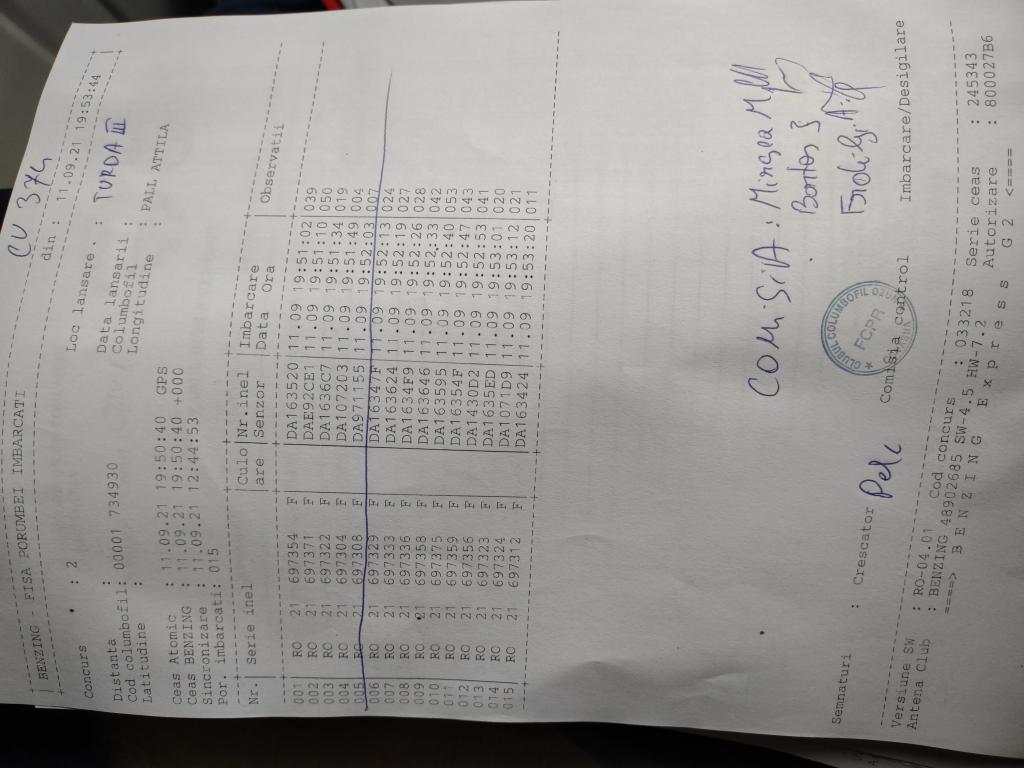 CU 374
BENZING - FISA PORUMBEI IMBARCATI din : 11.09.21 19:53:44
Concurs : 2 Loc lansare. : TURDA III
Distanta : Data lansarii :
Cod columbofil: 00001 734930 Columbofil : PALL ATTILA
Latitudine : Longitudine :
Ceas Atomic : 11.09.21 19:50:40 GPS
Ceas BENZING : 11.09.21 19:50:40 +000
Sincronizare : 11.09.21 12:44:53
Por. imbarcati: 015
Nr. Serie inel Culo are Nr.inel Senzor Imbarcare Data Ora Observatii
001 RO 21 697354 F DA163520 11.09 19:51:02 039
002 RO 21 697371 F DAE92CE1 11.09 19:51:10 050
003 RO 21 697322 F DA1636C7 11.09 19:51:34 019
004 RO 21 697304 F DA107203 11.09 19:51:49 004
005 RO 21 697308 F DA971155 11.09 19:52:03 007
006 RO 21 697329 F DA16347F 11.09 19:52:13 024
007 RO 21 697333 F DA163624 11.09 19:52:19 027
008 RO 21 697336 F DA1634F9 11.09 19:52:26 028
009 RO 21 697358 F DA163646 11.09 19:52:33 042
010 RO 21 697375 F DA163595 11.09 19:52:40 053
011 RO 21 697359 F DA16354F 11.09 19:52:47 043
012 RO 21 697356 F DA1430D2 11.09 19:52:53 041
013 RO 21 697323 F DA1635ED 11.09 19:53:01 020
014 RO 21 697324 F DA1071D9 11.09 19:53:12 021
015 RO 21 697312 F DA163424 11.09 19:53:20 011
COMISIA: Mingea M
Bartos
Semnaturi : Crescator Comisia control Imbarcare/Desigilare
CLUBUL COLUMBOFIL OZUN
FCPR
Versiune SW : RO-04.01 Cod concurs : 033218 Serie ceas : 245343
Antena Club : BENZING 48902685 SW-4.5 HW-7.2 Autorizare : 800027B6
====> B E N Z I N G E x p r e s s G 2 <====